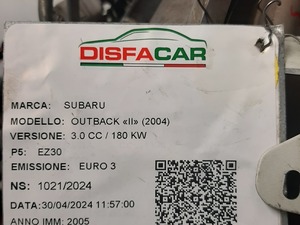 DISFACAR
MARCA: SUBARU
MODELLO: OUTBACK «II» (2004)
VERSIONE: 3.0 CC / 180 KW
P5: EZ30
EMISSIONE: EURO 3
NS: 1021/2024
DATA:30/04/2024 11:57:00
ANNO IMM: 2005